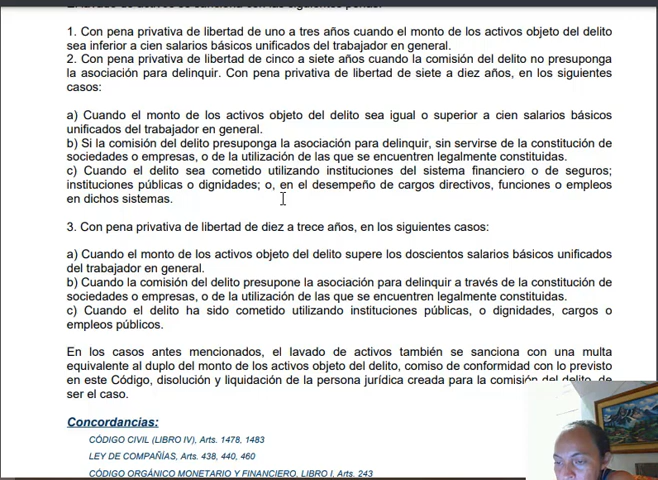 1. Con pena privativa de libertad de uno a tres años cuando el monto de los activos objeto del delito
sea inferior a cien salarios básicos unificados del trabajador en general.
2. Con pena privativa de libertad de cinco a siete años cuando la comisión del delito no presuponga
la asociación para delinquir. Con pena privativa de libertad de siete a diez años, en los siguientes
casos:
a) Cuando el monto de los activos objeto del delito sea igual o superior a cien salarios básicos
unificados del trabajador en general.
b) Si la comisión del delito presuponga la asociación para delinquir, sin servirse de la constitución de
sociedades o empresas, o de la utilización de las que se encuentren legalmente constituidas.
c) Cuando el delito sea cometido utilizando instituciones del sistema financiero o de seguros;
instituciones públicas o dignidades; o, en el desempeño de cargos directivos, funciones o empleos
en dichos sistemas.
3. Con pena privativa de libertad de diez a trece años, en los siguientes casos:
a) Cuando el monto de los activos objeto del delito supere los doscientos salarios básicos unificados
del trabajador en general.
b) Cuando la comisión del delito presupone la asociación para delinquir a través de la constitución de
sociedades o empresas, o de la utilización de las que se encuentren legalmente constituidas.
c) Cuando el delito ha sido cometido utilizando instituciones públicas, o dignidades, cargos o
empleos públicos.
En los casos antes mencionados, el lavado de activos también se sanciona con una multa
equivalente al duplo del monto de los activos objeto del delito, comiso de conformidad con lo previsto
en este Código, disolución y liquidación de la persona jurídica creada para la comisión del delito, de
ser el caso.
Concordancias:
CÓDIGO CIVIL (LIBRO IV), Arts. 1478, 1483
LEY DE COMPAÑÍAS, Arts. 438, 440, 460
CÓDIGO ORGÁNICO MONETARIO Y FINANCIERO, LIBRO I, Arts. 243